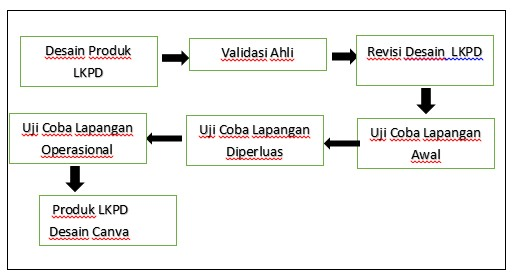 Desain Produk
LKPD
Validasi Ahli
Revisi Desain LKPD
Uji Coba Lapangan
Awal
Uji Coba Lapangan
Diperluas
Uji Coba Lapangan
Operasional
Produk LKPD
Desain Canva